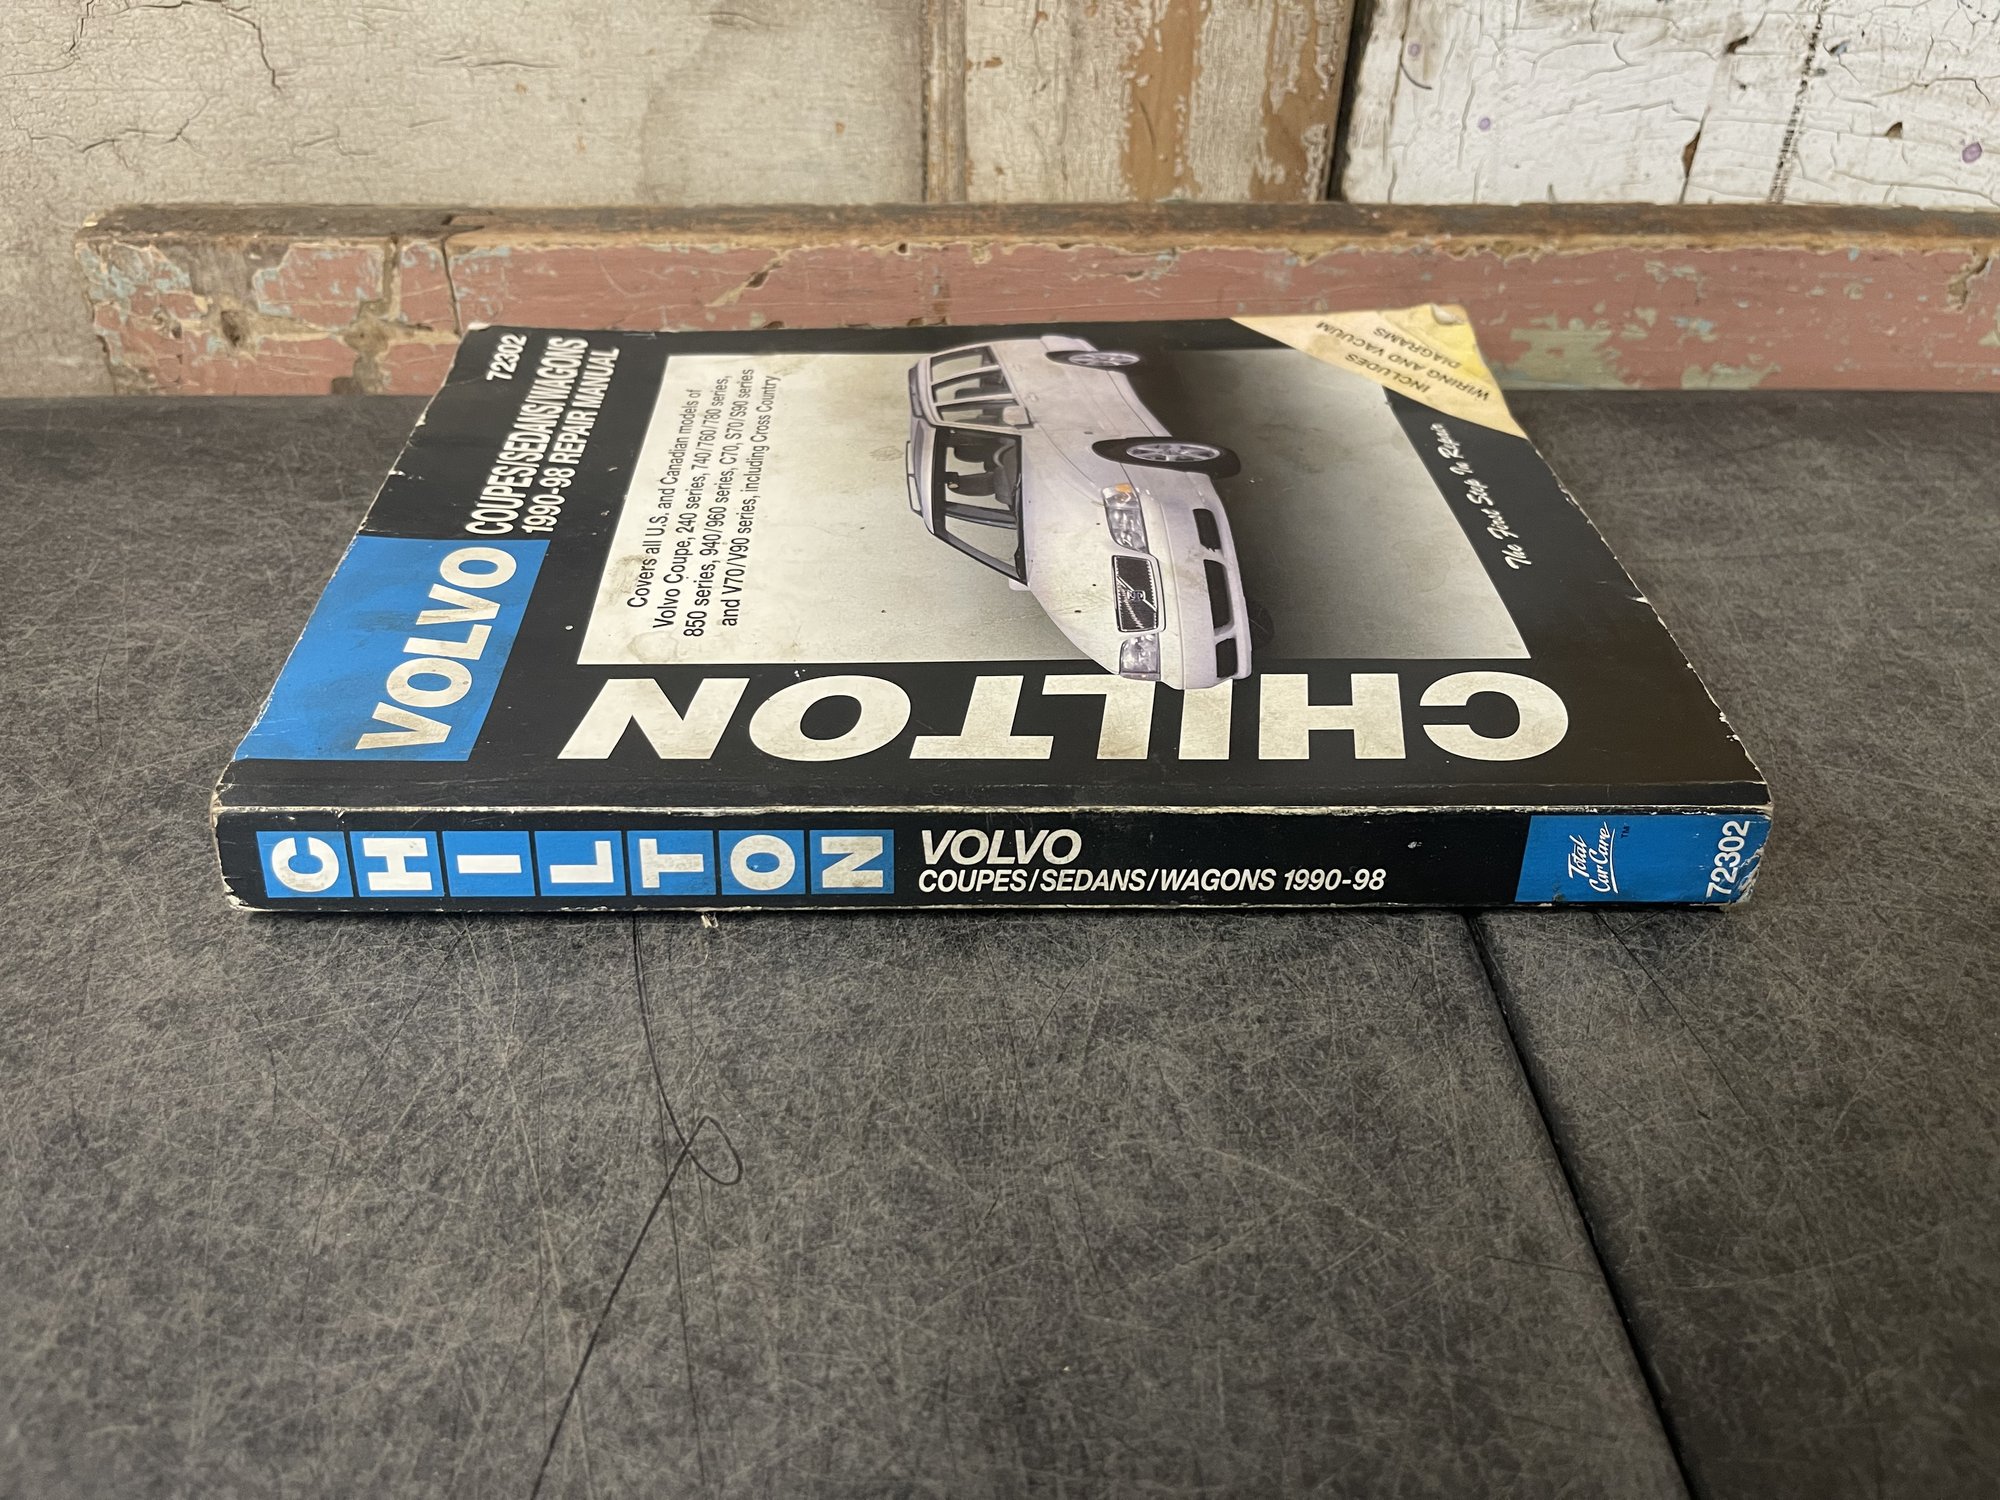 72302
VOLVO
COUPES/SEDANS/WAGONS
1990-98 REPAIR MANUAL
Covers all U.S. and Canadian models of
Volvo Coupe, 240 series, 740/760/780 series,
850 series, 940/960 series, C70, S70/S90 series
and V70/V90 series, including Cross Country
INCLUDES
WIRING AND VACUUM
DIAGRAMS
The First Step In Repair
CHILTON
CHILTON
VOLVO
COUPES/SEDANS/WAGONS 1990-98
Total
Car Care™
72302